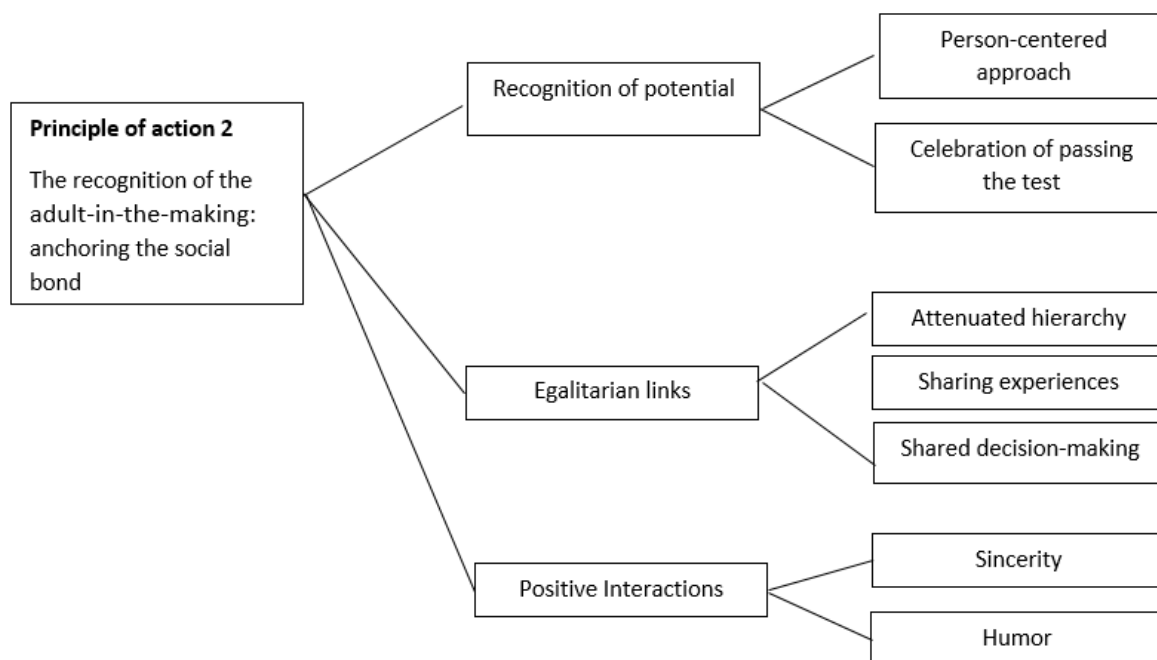 Principle of action 2
The recognition of the
adult-in-the-making:
anchoring the social
bond
Recognition of potential
Person-centered
approach
Celebration of passing
the test
Egalitarian links
Attenuated hierarchy
Sharing experiences
Shared decision-making
Positive Interactions
Sincerity
Humor